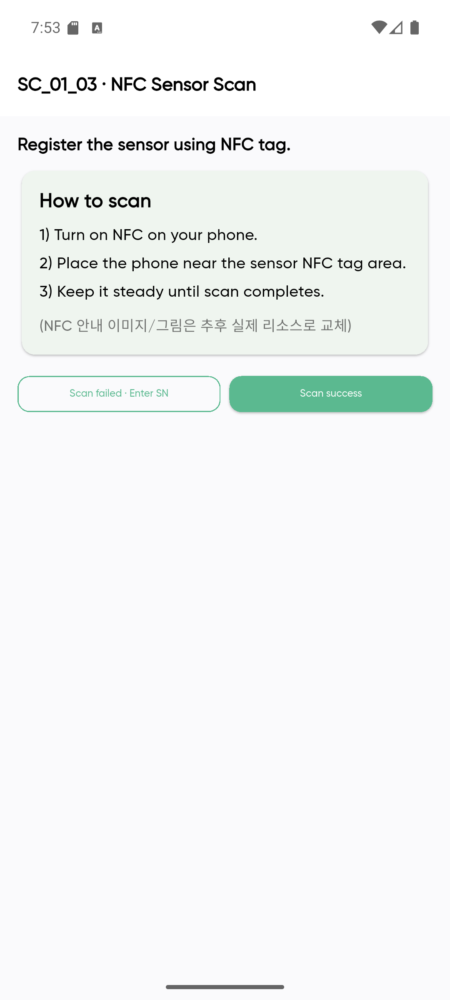 7:53
SC_01_03 · NFC Sensor Scan
Register the sensor using NFC tag.
How to scan
1) Turn on NFC on your phone.
2) Place the phone near the sensor NFC tag area.
3) Keep it steady until scan completes.
(NFC 안내 이미지/그림은 추후 실제 리소스로 교체)
Scan failed · Enter SN
Scan success